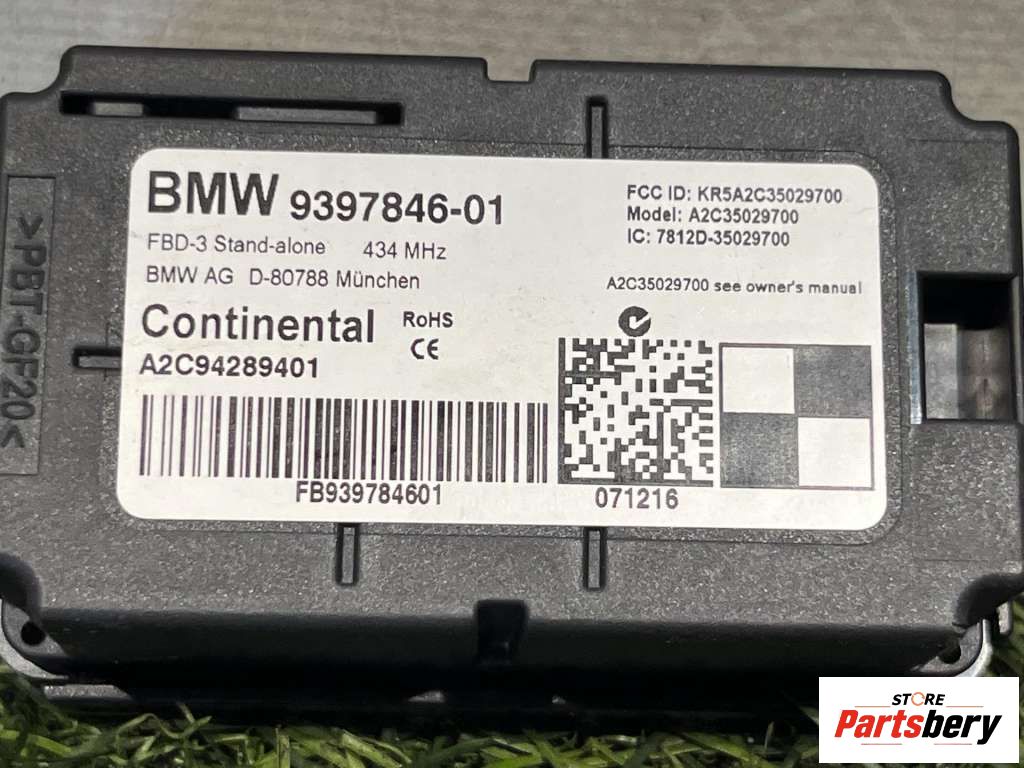 BMW 9397846-01
FBD-3 Stand-alone 434 MHz
BMW AG D-80788 München
Continental RoHS
CE
A2C94289401
FB939784601
FCC ID: KR5A2C35029700
Model: A2C35029700
IC: 7812D-35029700
A2C35029700 see owner's manual
071216
>PBT-GF20<
STORE
Partsbery